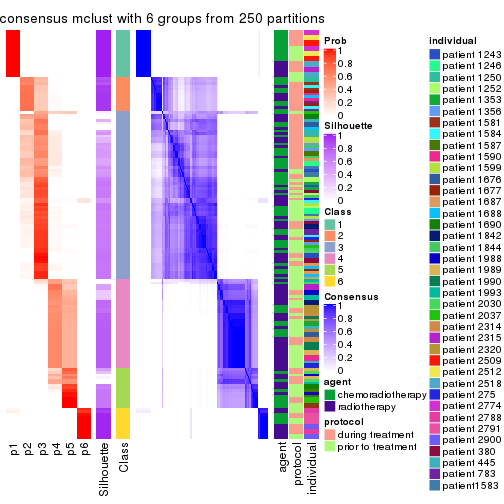 consensus mclust with 6 groups from 250 partitions
p1
p2
p3
p4
p5
p6
Silhouette
Class
agent
protocol
individual
Prob
1
0.8
0.6
0.4
0.2
0
Silhouette
1
0.8
0.6
0.4
0.2
0
Class
1
2
3
4
5
6
Consensus
1
0.8
0.6
0.4
0.2
0
agent
chemoradiotherapy
radiotherapy
protocol
during treatment
prior to treatment
individual
patient 1243
patient 1246
patient 1250
patient 1252
patient 1353
patient 1356
patient 1581
patient 1584
patient 1587
patient 1590
patient 1599
patient 1676
patient 1677
patient 1687
patient 1688
patient 1690
patient 1842
patient 1844
patient 1988
patient 1989
patient 1990
patient 1993
patient 2030
patient 2037
patient 2314
patient 2315
patient 2320
patient 2509
patient 2512
patient 2518
patient 275
patient 2774
patient 2788
patient 2791
patient 2900
patient 380
patient 445
patient 783
patient1583